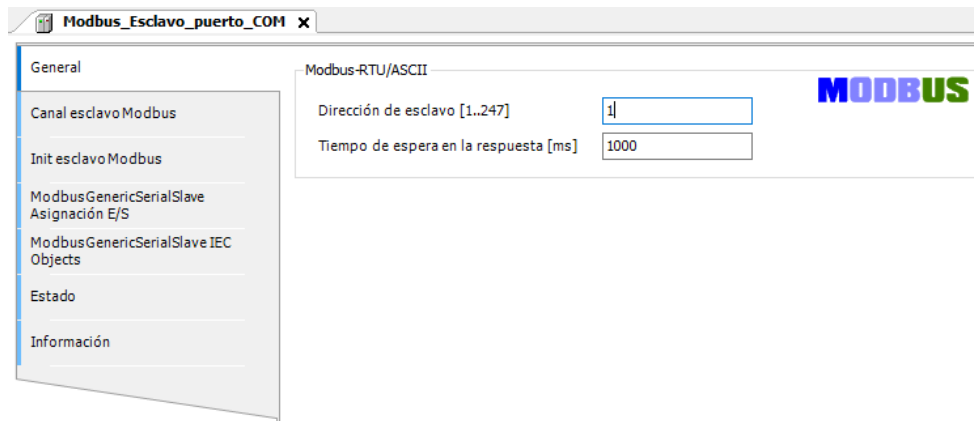 Modbus_Esclavo_puerto_COM X
General
Canal esclavo Modbus
Init esclavo Modbus
ModbusGenericSerialSlave
Asignación E/S
ModbusGenericSerialSlave IEC
Objects
Estado
Información
Modbus-RTU/ASCII
MODBUS
Dirección de esclavo [1..247] 1
Tiempo de espera en la respuesta [ms] 1000